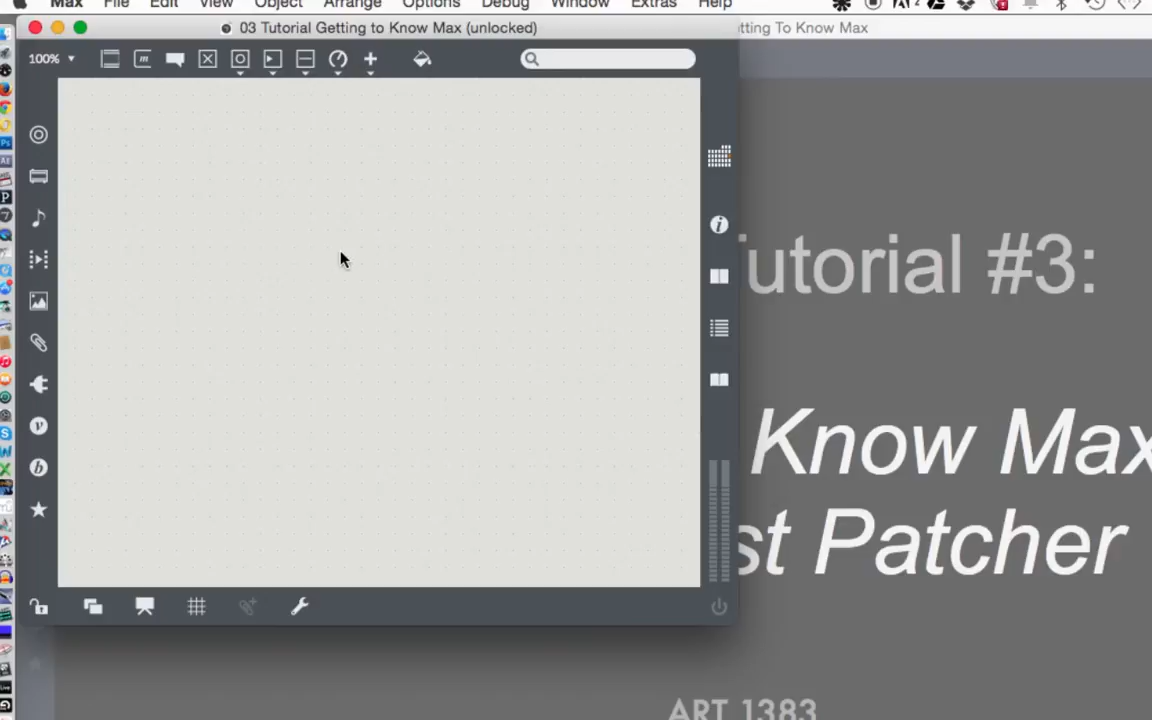 Max File Edit View Object Arrange Options Debug Window Extras Help
03 Tutorial Getting to Know Max (unlocked)
tting To Know Max
100%
utorial #3:
Know Max
st Patcher
ART 1383